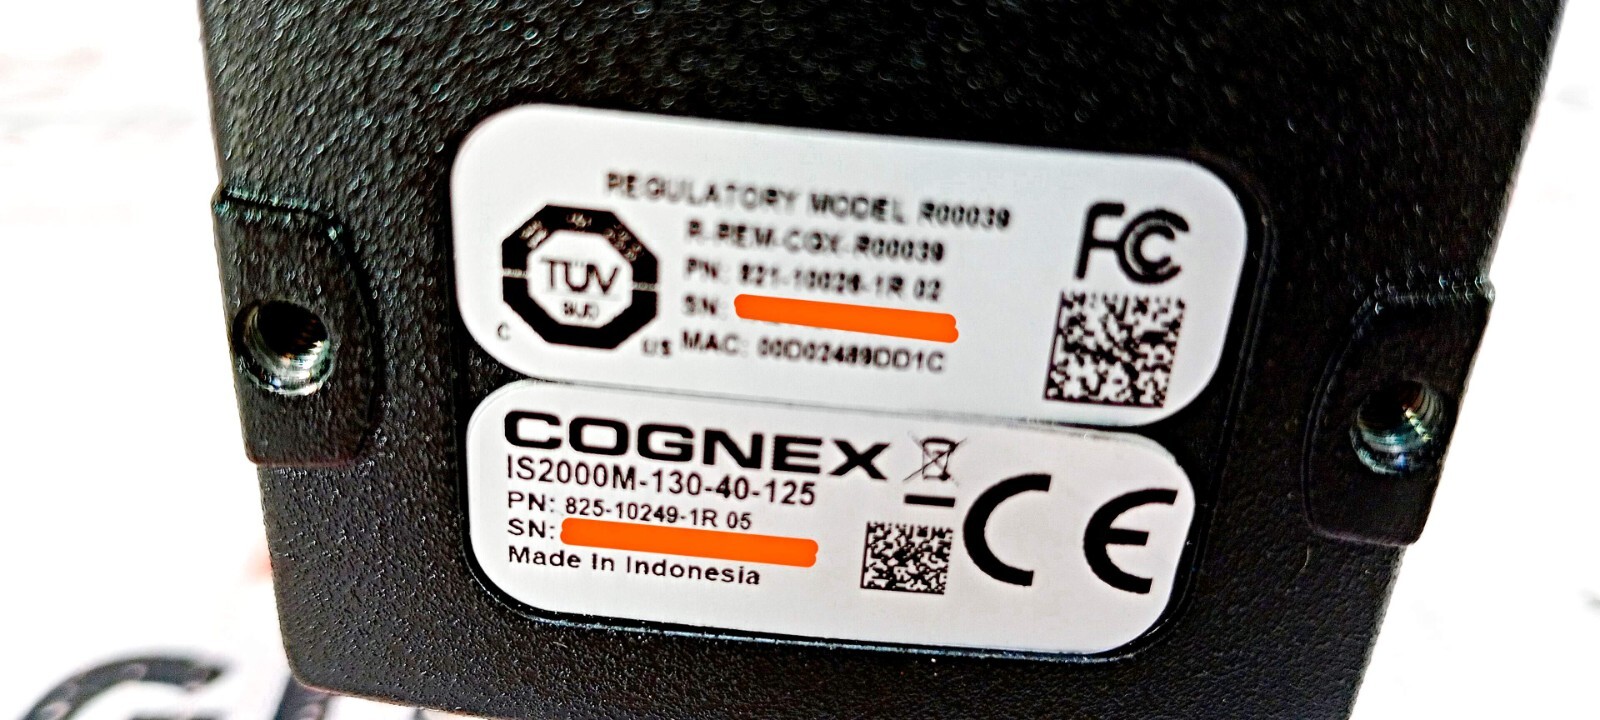 REGULATORY MODEL R00039
R-REM-CGX-R00039
PN: 821-10026-1R 02
SN:
MAC: 00D02489DD1C
TÜV
SUD
C
US
FC
COGNEX
IS2000M-130-40-125
PN: 825-10249-1R 05
SN:
Made In Indonesia
CE